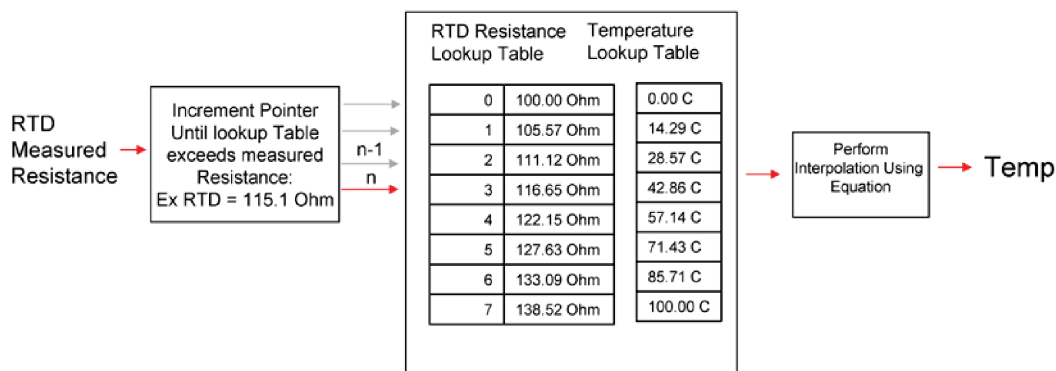 RTD
Measured
Resistance
Increment Pointer
Until lookup Table
exceeds measured
Resistance:
Ex RTD = 115.1 Ohm
n-1
n
RTD Resistance
Lookup Table
Temperature
Lookup Table
0 100.00 Ohm 0.00 C
1 105.57 Ohm 14.29 C
2 111.12 Ohm 28.57 C
3 116.65 Ohm 42.86 C
4 122.15 Ohm 57.14 C
5 127.63 Ohm 71.43 C
6 133.09 Ohm 85.71 C
7 138.52 Ohm 100.00 C
Perform
Interpolation Using
Equation
Temp